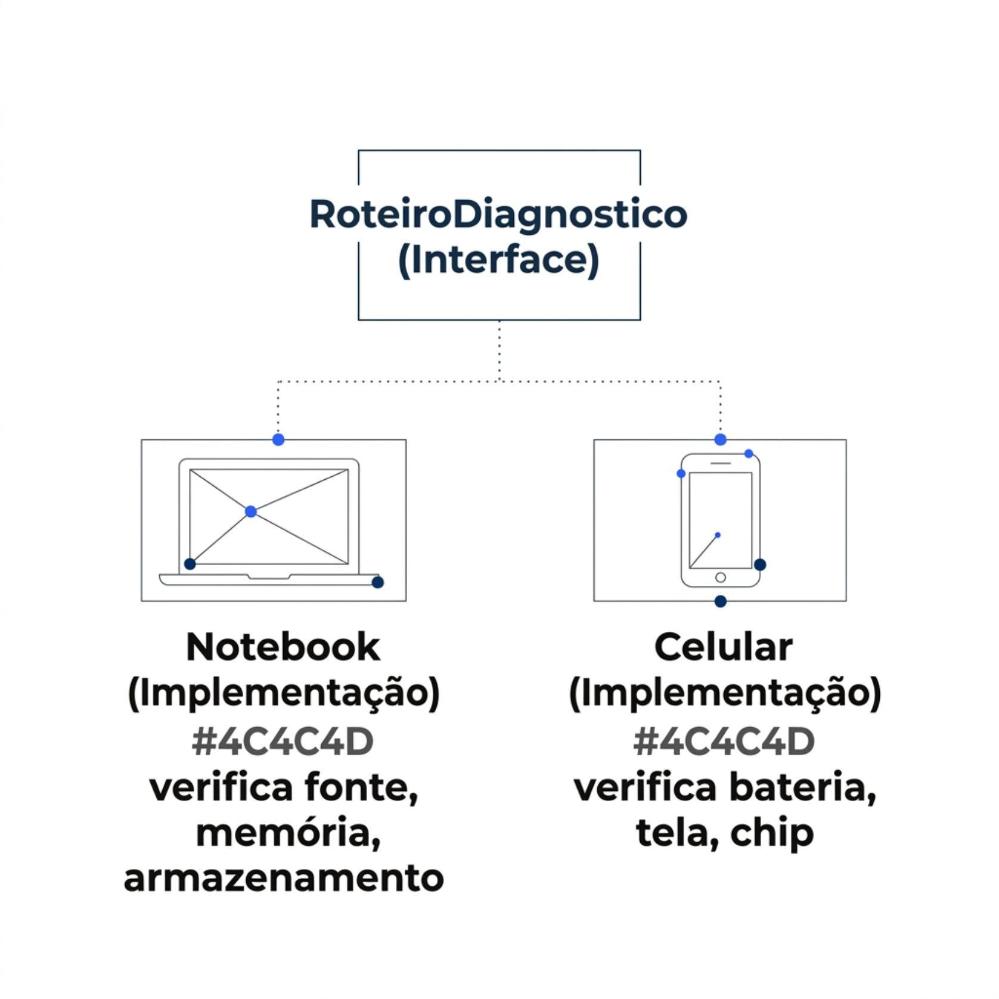 RoteiroDiagnostico
(Interface)
Notebook
(Implementação)
#4C4C4D
verifica fonte,
memória,
armazenamento
Celular
(Implementação)
#4C4C4D
verifica bateria,
tela, chip